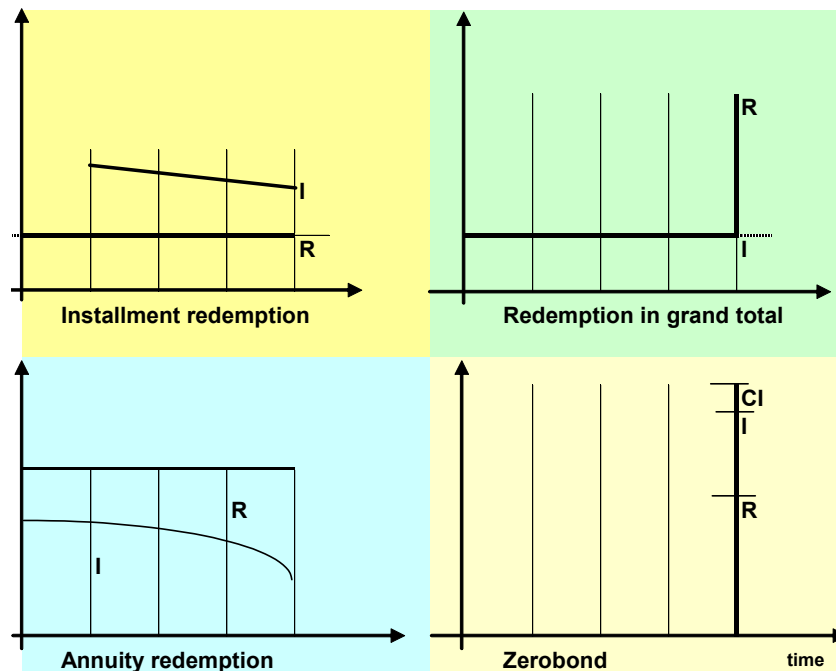 I
R
Installment redemption
R
I
Redemption in grand total
R
I
Annuity redemption
CI
I
R
Zerobond
time